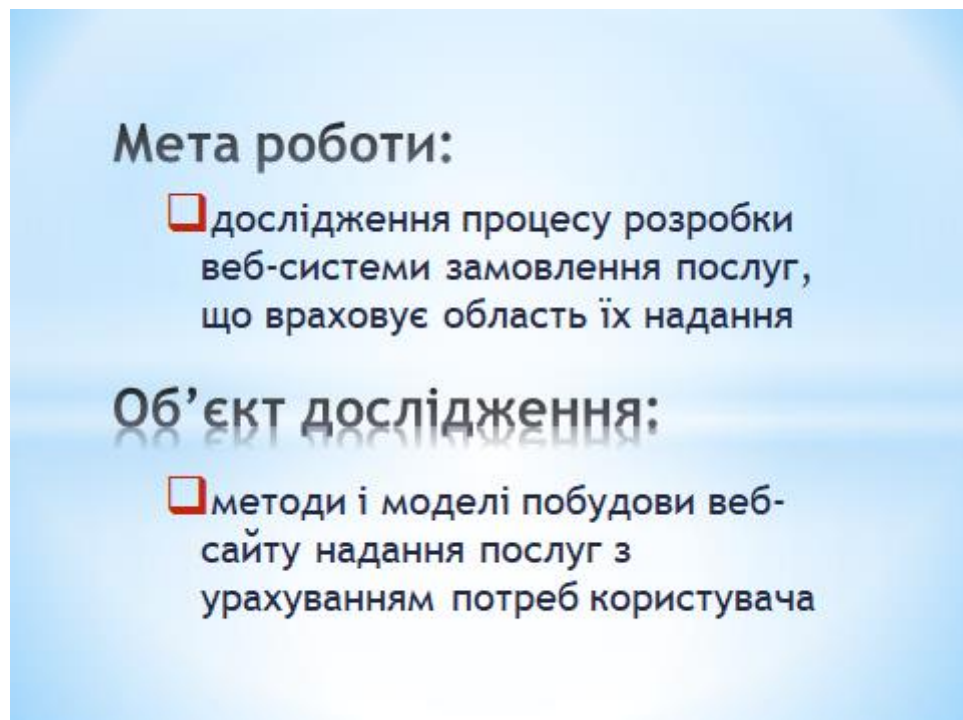 Мета роботи:
дослідження процесу розробки
веб-системи замовлення послуг,
що враховує область їх надання
Об’єкт дослідження:
методи і моделі побудови веб-
сайту надання послуг з
урахуванням потреб користувача